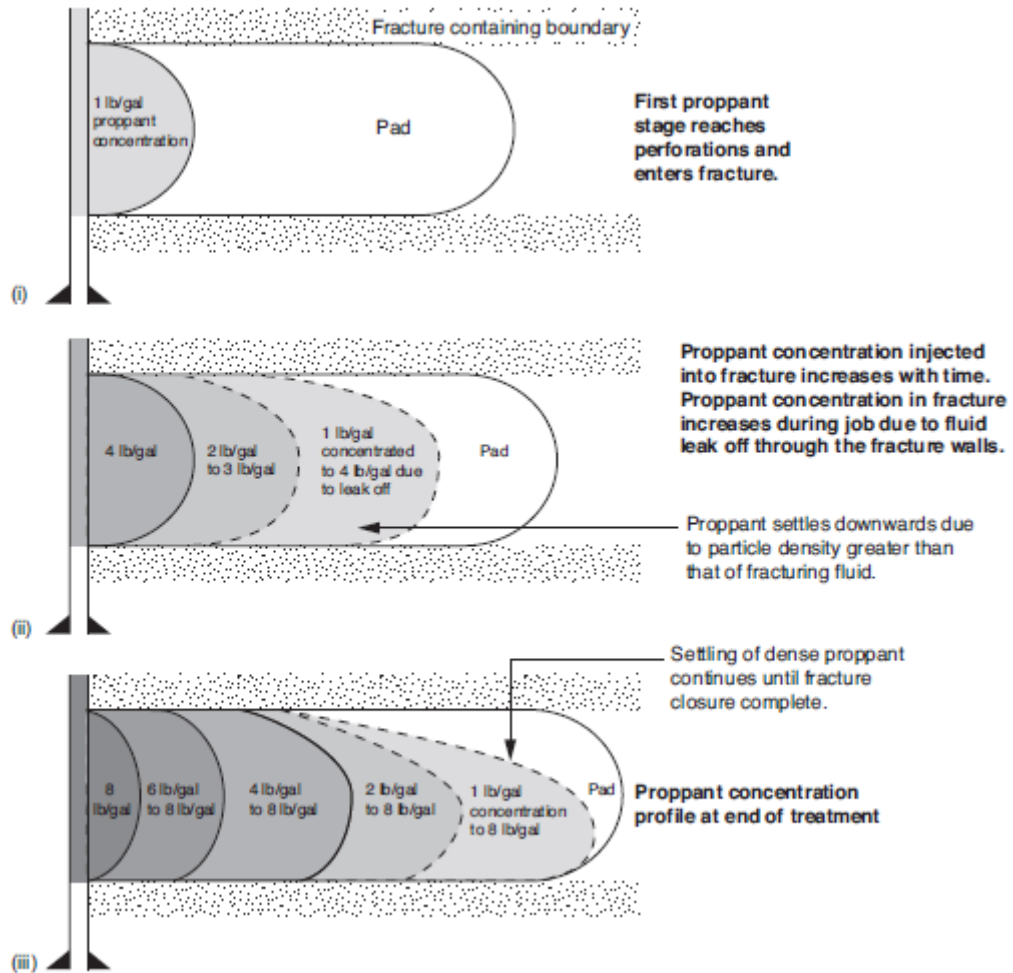 Fracture containing boundary
1 lb/gal
proppant
concentration
Pad
First proppant
stage reaches
perforations and
enters fracture.
(i)
Proppant concentration injected
into fracture increases with time.
Proppant concentration in fracture
increases during job due to fluid
leak off through the fracture walls.
4 lb/gal
2 lb/gal
to 3 lb/gal
1 lb/gal
concentrated
to 4 lb/gal due
to leak off
Pad
Proppant settles downwards due
to particle density greater than
that of fracturing fluid.
(ii)
Settling of dense proppant
continues until fracture
closure complete.
8
lb/gal
6 lb/gal
to 8 lb/gal
4 lb/gal
to 8 lb/gal
2 lb/gal
to 8 lb/gal
1 lb/gal
concentration
to 8 lb/gal
Pad
Proppant concentration
profile at end of treatment
(iii)